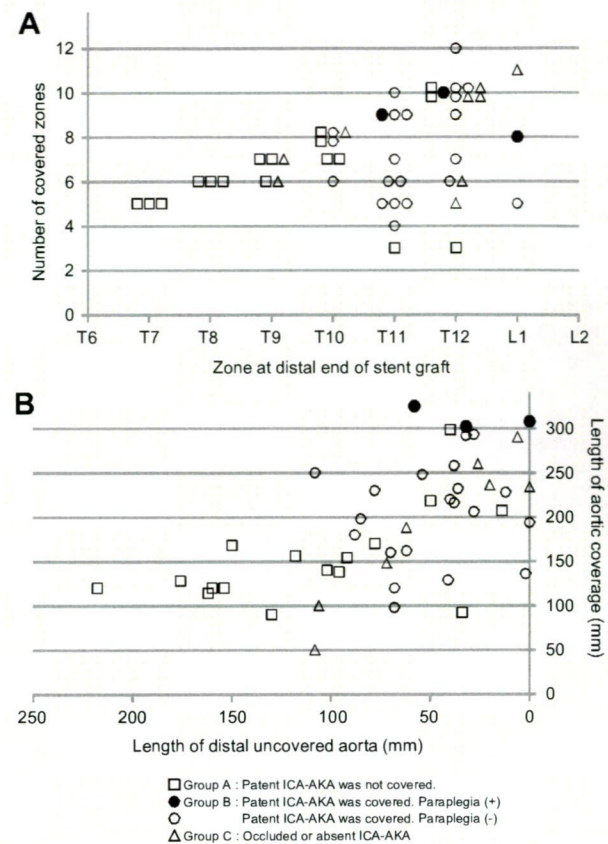 A
Number of covered zones
12
10
8
6
4
2
0
T6 T7 T8 T9 T10 T11 T12 L1 L2
Zone at distal end of stent graft
B
300
250
200
150
100
50
0
Length of aortic coverage (mm)
250 200 150 100 50 0
Length of distal uncovered aorta (mm)
Group A : Patent ICA-AKA was not covered.
Group B : Patent ICA-AKA was covered. Paraplegia (+)
Patent ICA-AKA was covered. Paraplegia (-)
Group C : Occluded or absent ICA-AKA